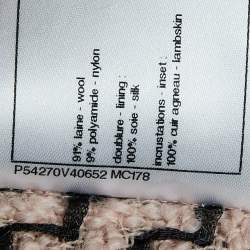 91% laine - wool
9% polyamide - nylon
doublure - lining :
100% soie - silk
incrustations - inset :
100% cuir agneau - lambskin
P54270V40652 MC178